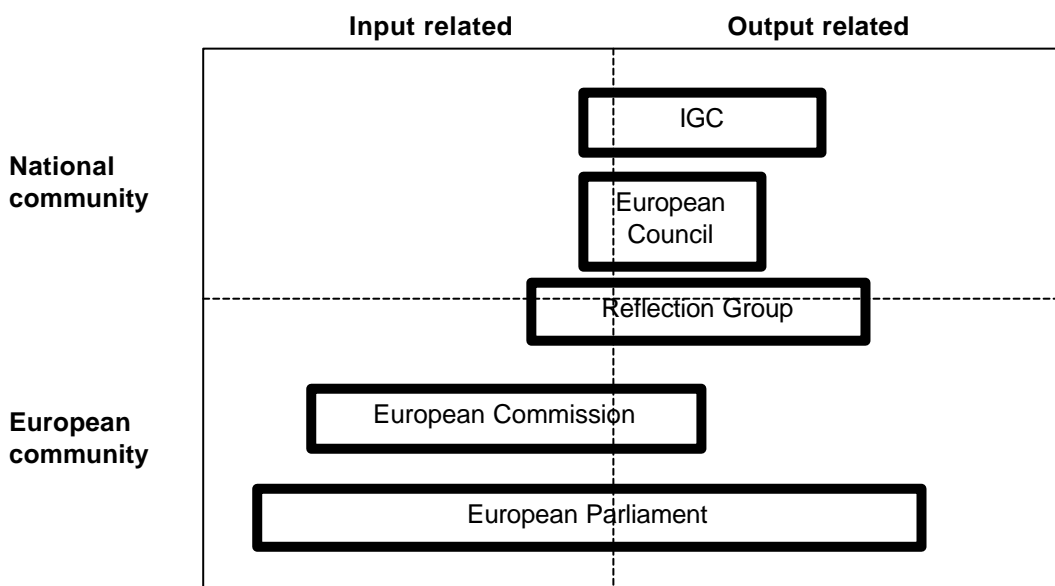 Input related
Output related
IGC
National
community
European
Council
Reflection Group
European Commission
European
community
European Parliament